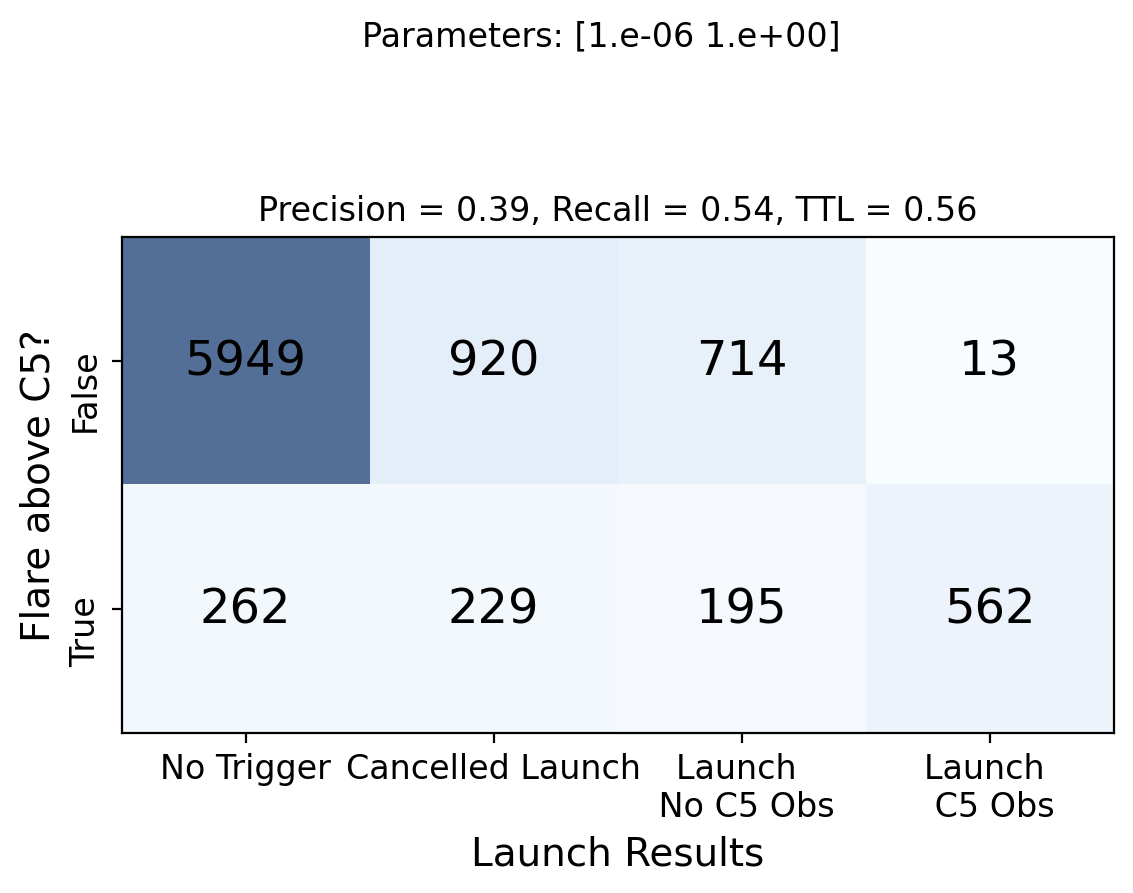 Parameters: [1.e-06 1.e+00]
Precision = 0.39, Recall = 0.54, TTL = 0.56
Flare above C5?
False
5949 920 714 13
True
262 229 195 562
No Trigger Cancelled Launch Launch Launch
No C5 Obs C5 Obs
Launch Results